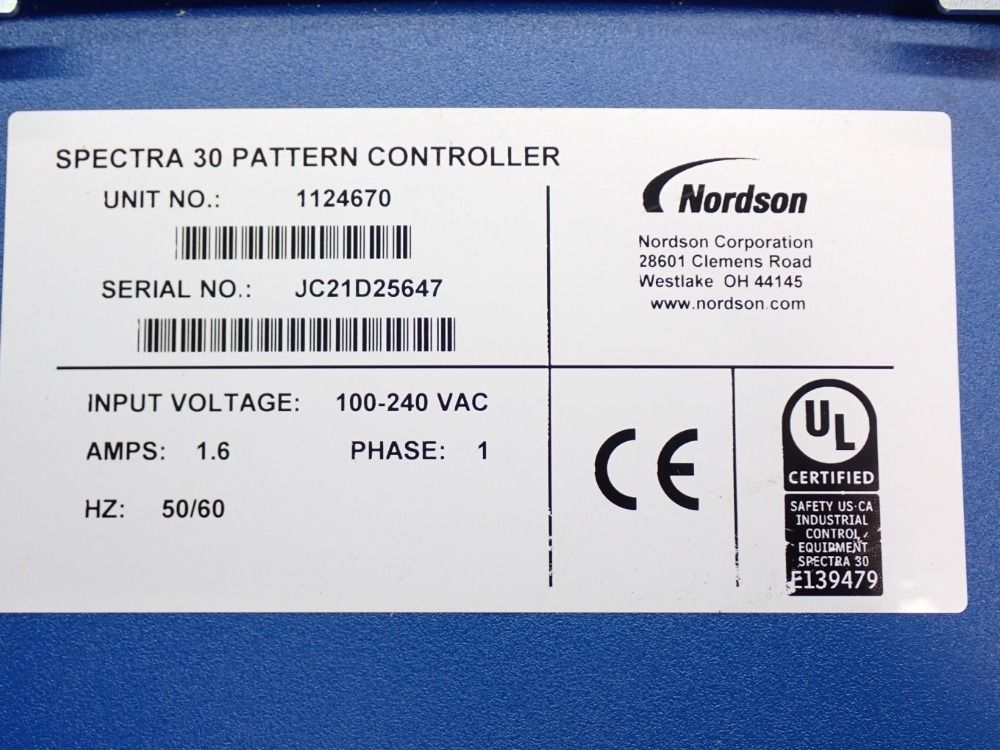 SPECTRA 30 PATTERN CONTROLLER
UNIT NO.: 1124670
SERIAL NO.: JC21D25647
Nordson
Nordson Corporation
28601 Clemens Road
Westlake OH 44145
www.nordson.com
INPUT VOLTAGE: 100-240 VAC
AMPS: 1.6 PHASE: 1
HZ: 50/60
CE
UL
CERTIFIED
SAFETY US·CA
INDUSTRIAL
CONTROL
EQUIPMENT
SPECTRA 30
E139479